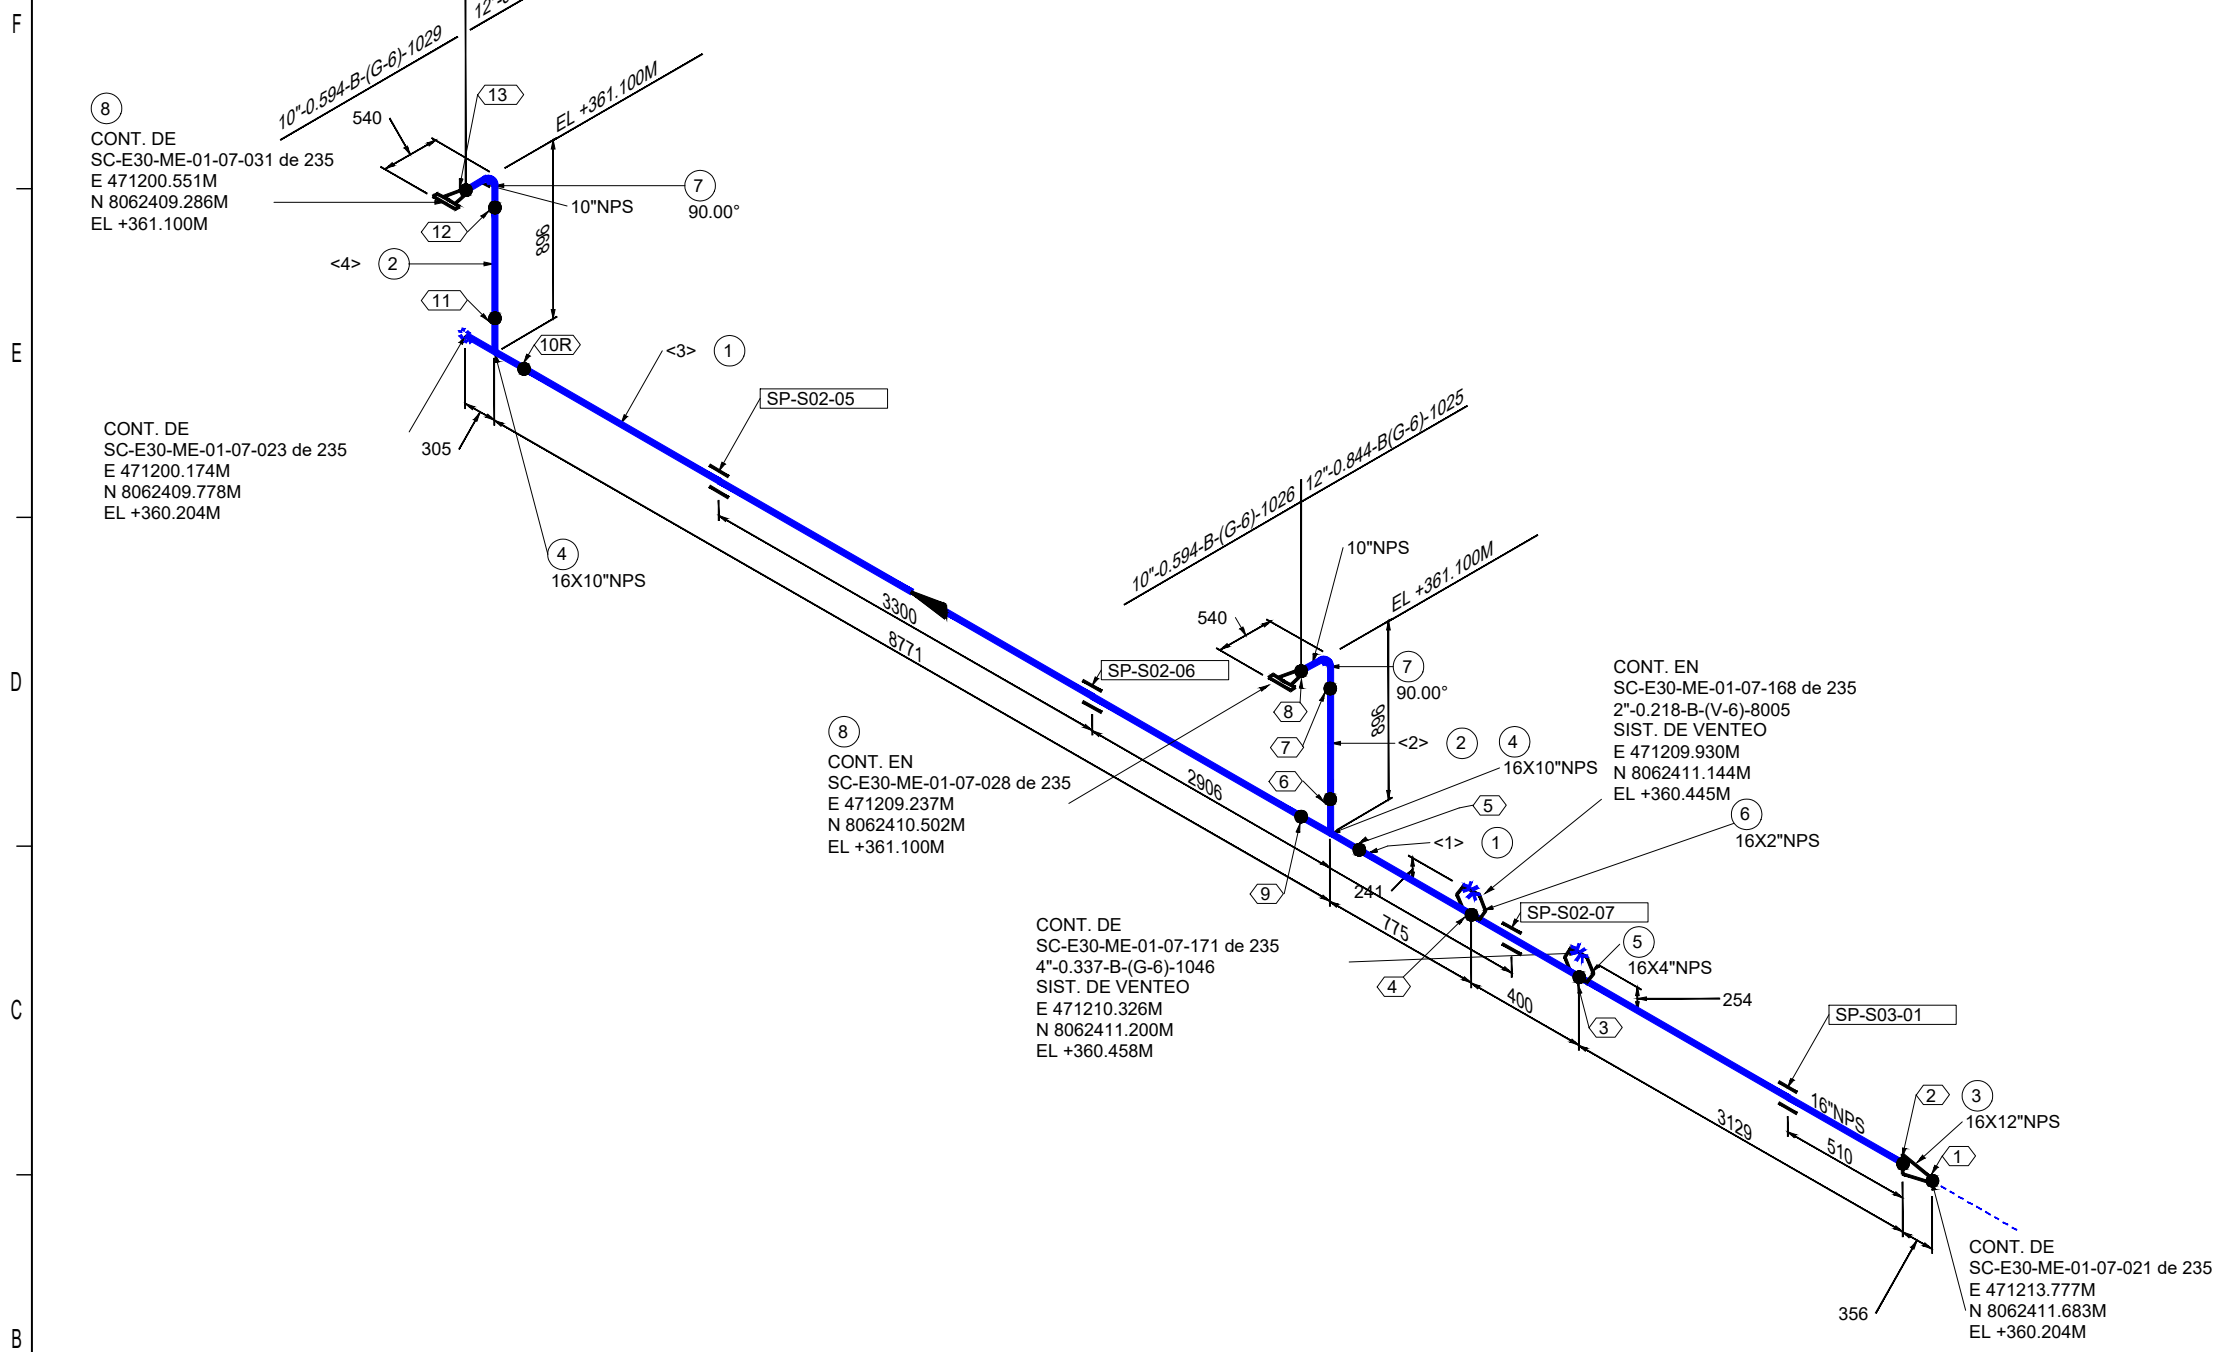 F
12"-0
10"-0.594-B-(G-6)-1029
EL +361.100M
13
540
8
CONT. DE
SC-E30-ME-01-07-031 de 235
E 471200.551M
N 8062409.286M
EL +361.100M
7
90.00°
10"NPS
12
896
<4> 2
11
E
10R
<3> 1
SP-S02-05
CONT. DE
SC-E30-ME-01-07-023 de 235
E 471200.174M
N 8062409.778M
EL +360.204M
305
4
16X10"NPS
10"-0.594-B-(G-6)-1026
12"-0.844-B(G-6)-1025
10"NPS
EL +361.100M
540
3300
8771
D
SP-S02-06
7
90.00°
8
896
7
<2> 2
4
16X10"NPS
CONT. EN
SC-E30-ME-01-07-168 de 235
2"-0.218-B-(V-6)-8005
SIST. DE VENTEO
E 471209.930M
N 8062411.144M
EL +360.445M
8
CONT. EN
SC-E30-ME-01-07-028 de 235
E 471209.237M
N 8062410.502M
EL +361.100M
2906
6
5
6
16X2"NPS
<1> 1
9
241
SP-S02-07
775
CONT. DE
SC-E30-ME-01-07-171 de 235
4"-0.337-B-(G-6)-1046
SIST. DE VENTEO
E 471210.326M
N 8062411.200M
EL +360.458M
5
16X4"NPS
4
400
254
C
3
SP-S03-01
16"NPS
3129
510
2
3
16X12"NPS
1
356
CONT. DE
SC-E30-ME-01-07-021 de 235
E 471213.777M
N 8062411.683M
EL +360.204M
B